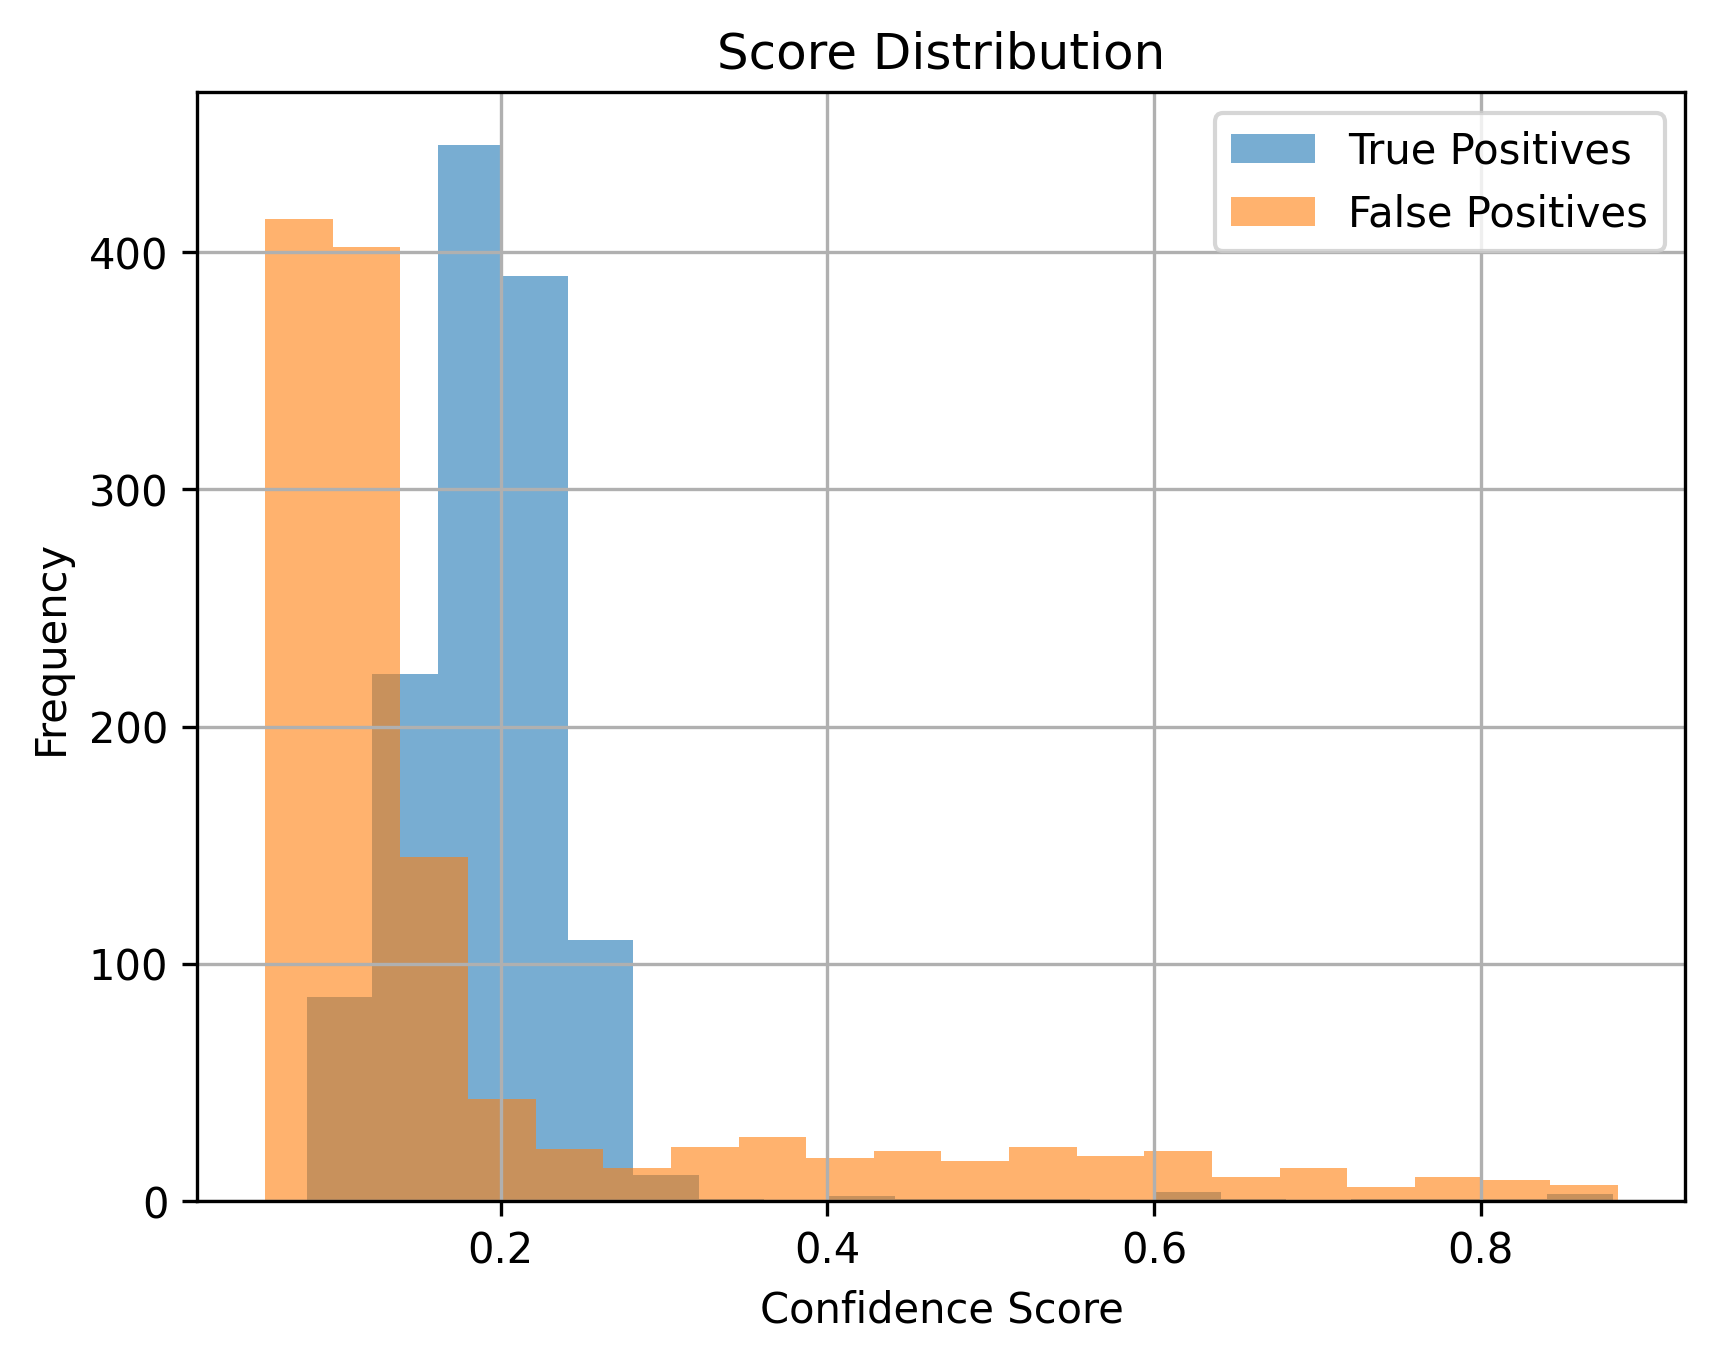 Score Distribution
True Positives
False Positives
Frequency
400
300
200
100
0
0.2 0.4 0.6 0.8
Confidence Score